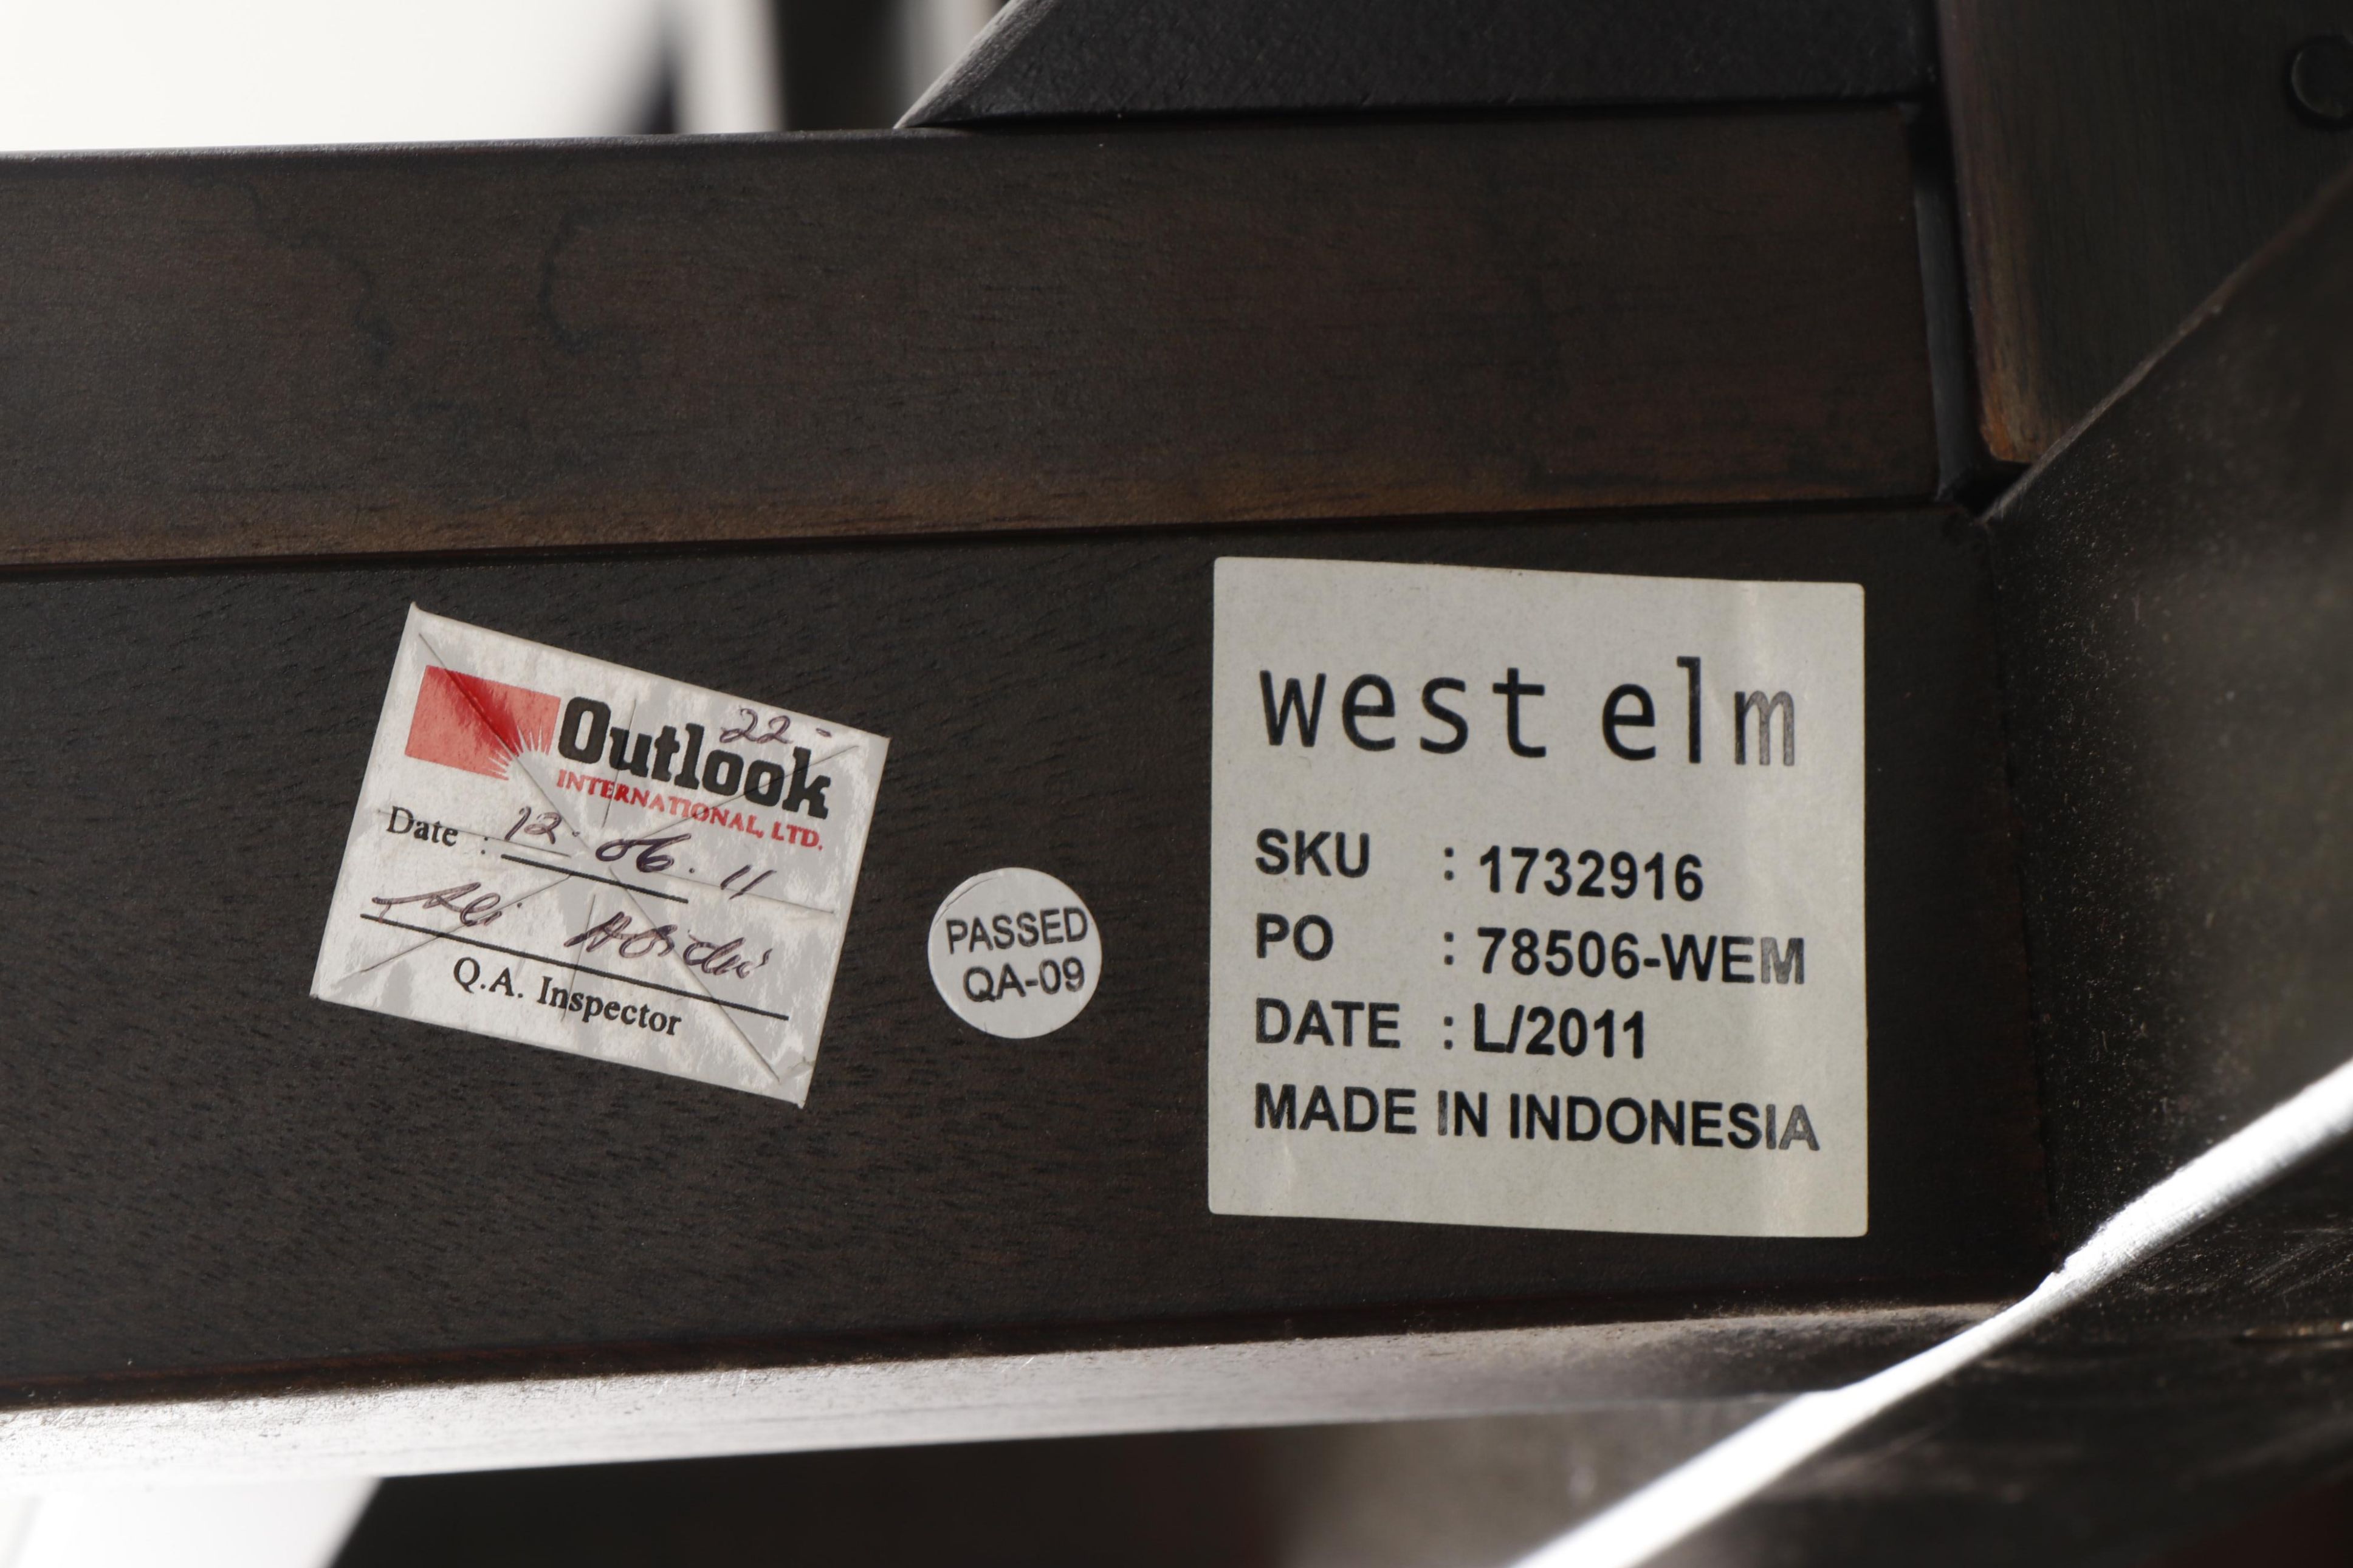 22-
Outlook
INTERNATIONAL, LTD.
Date : 12. 06. 11
Ali
Q.A. Inspector
PASSED
QA-09
west elm
SKU : 1732916
PO : 78506-WEM
DATE : L/2011
MADE IN INDONESIA